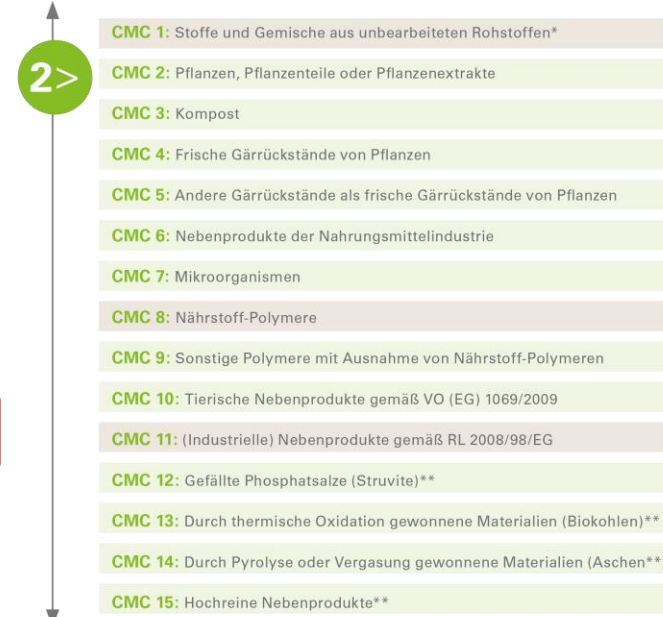 CMC 1: Stoffe und Gemische aus unbearbeiteten Rohstoffen*
2>
CMC 2: Pflanzen, Pflanzenteile oder Pflanzenextrakte
CMC 3: Kompost
CMC 4: Frische Gärrückstände von Pflanzen
CMC 5: Andere Gärrückstände als frische Gärrückstände von Pflanzen
CMC 6: Nebenprodukte der Nahrungsmittelindustrie
CMC 7: Mikroorganismen
CMC 8: Nährstoff-Polymere
CMC 9: Sonstige Polymere mit Ausnahme von Nährstoff-Polymeren
CMC 10: Tierische Nebenprodukte gemäß VO (EG) 1069/2009
CMC 11: (Industrielle) Nebenprodukte gemäß RL 2008/98/EG
CMC 12: Gefällte Phosphatsalze (Struvite)**
CMC 13: Durch thermische Oxidation gewonnene Materialien (Biokohlen)**
CMC 14: Durch Pyrolyse oder Vergasung gewonnene Materialien (Aschen**
CMC 15: Hochreine Nebenprodukte**